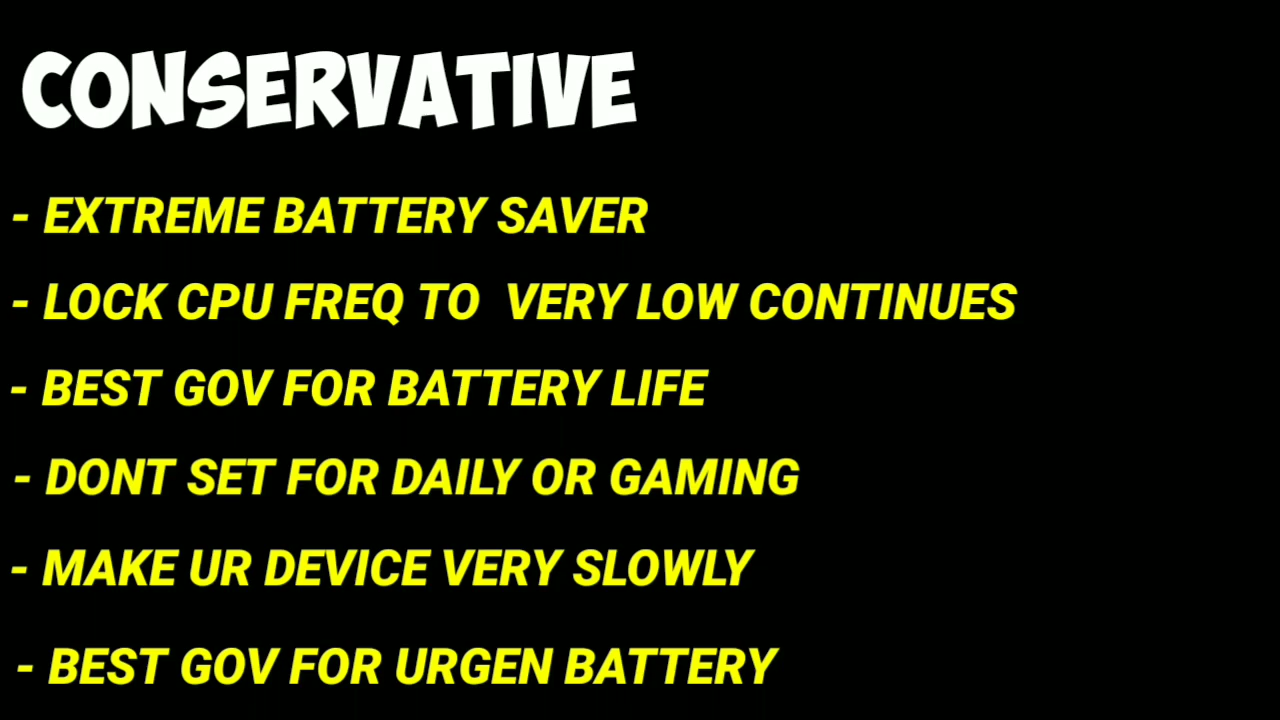 CONSERVATIVE
- EXTREME BATTERY SAVER
- LOCK CPU FREQ TO VERY LOW CONTINUES
- BEST GOV FOR BATTERY LIFE
- DONT SET FOR DAILY OR GAMING
- MAKE UR DEVICE VERY SLOWLY
- BEST GOV FOR URGEN BATTERY